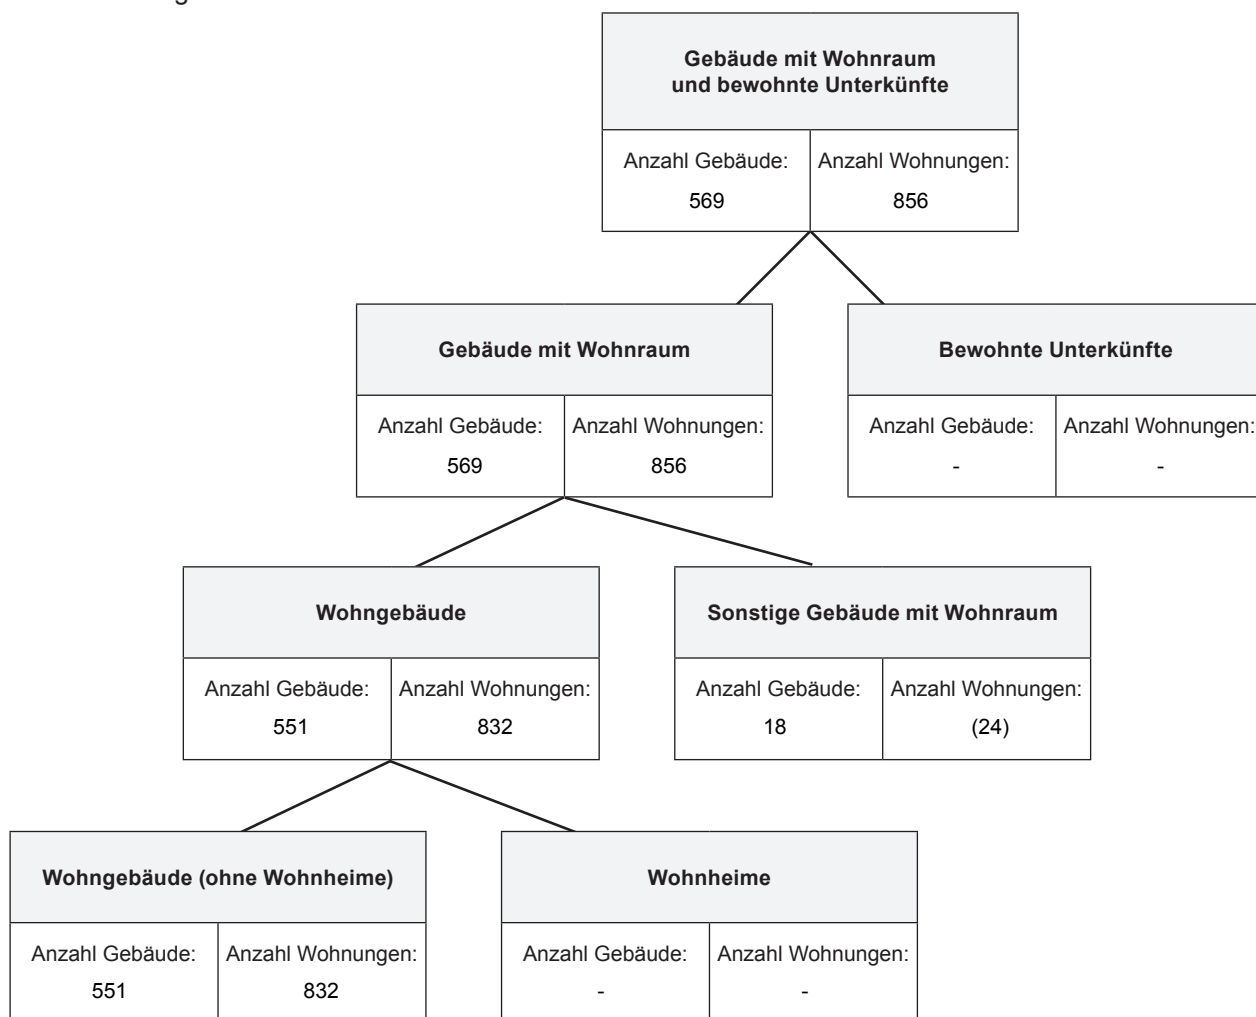 Gebäude mit Wohnraum
und bewohnte Unterkünfte
Anzahl Gebäude: Anzahl Wohnungen:
569 856
Gebäude mit Wohnraum
Anzahl Gebäude: Anzahl Wohnungen:
569 856
Bewohnte Unterkünfte
Anzahl Gebäude: Anzahl Wohnungen:
- -
Wohngebäude
Anzahl Gebäude: Anzahl Wohnungen:
551 832
Sonstige Gebäude mit Wohnraum
Anzahl Gebäude: Anzahl Wohnungen:
18 (24)
Wohngebäude (ohne Wohnheime)
Anzahl Gebäude: Anzahl Wohnungen:
551 832
Wohnheime
Anzahl Gebäude: Anzahl Wohnungen:
- -